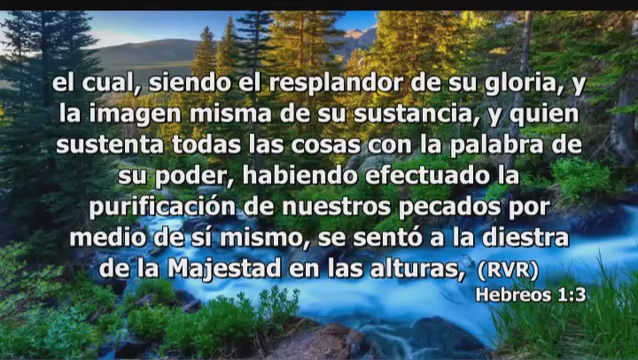 el cual, siendo el resplandor de su gloria, y
la imagen misma de su sustancia, y quien
sustenta todas las cosas con la palabra de
su poder, habiendo efectuado la
purificación de nuestros pecados por
medio de sí mismo, se sentó a la diestra
de la Majestad en las alturas, (RVR)
Hebreos 1:3